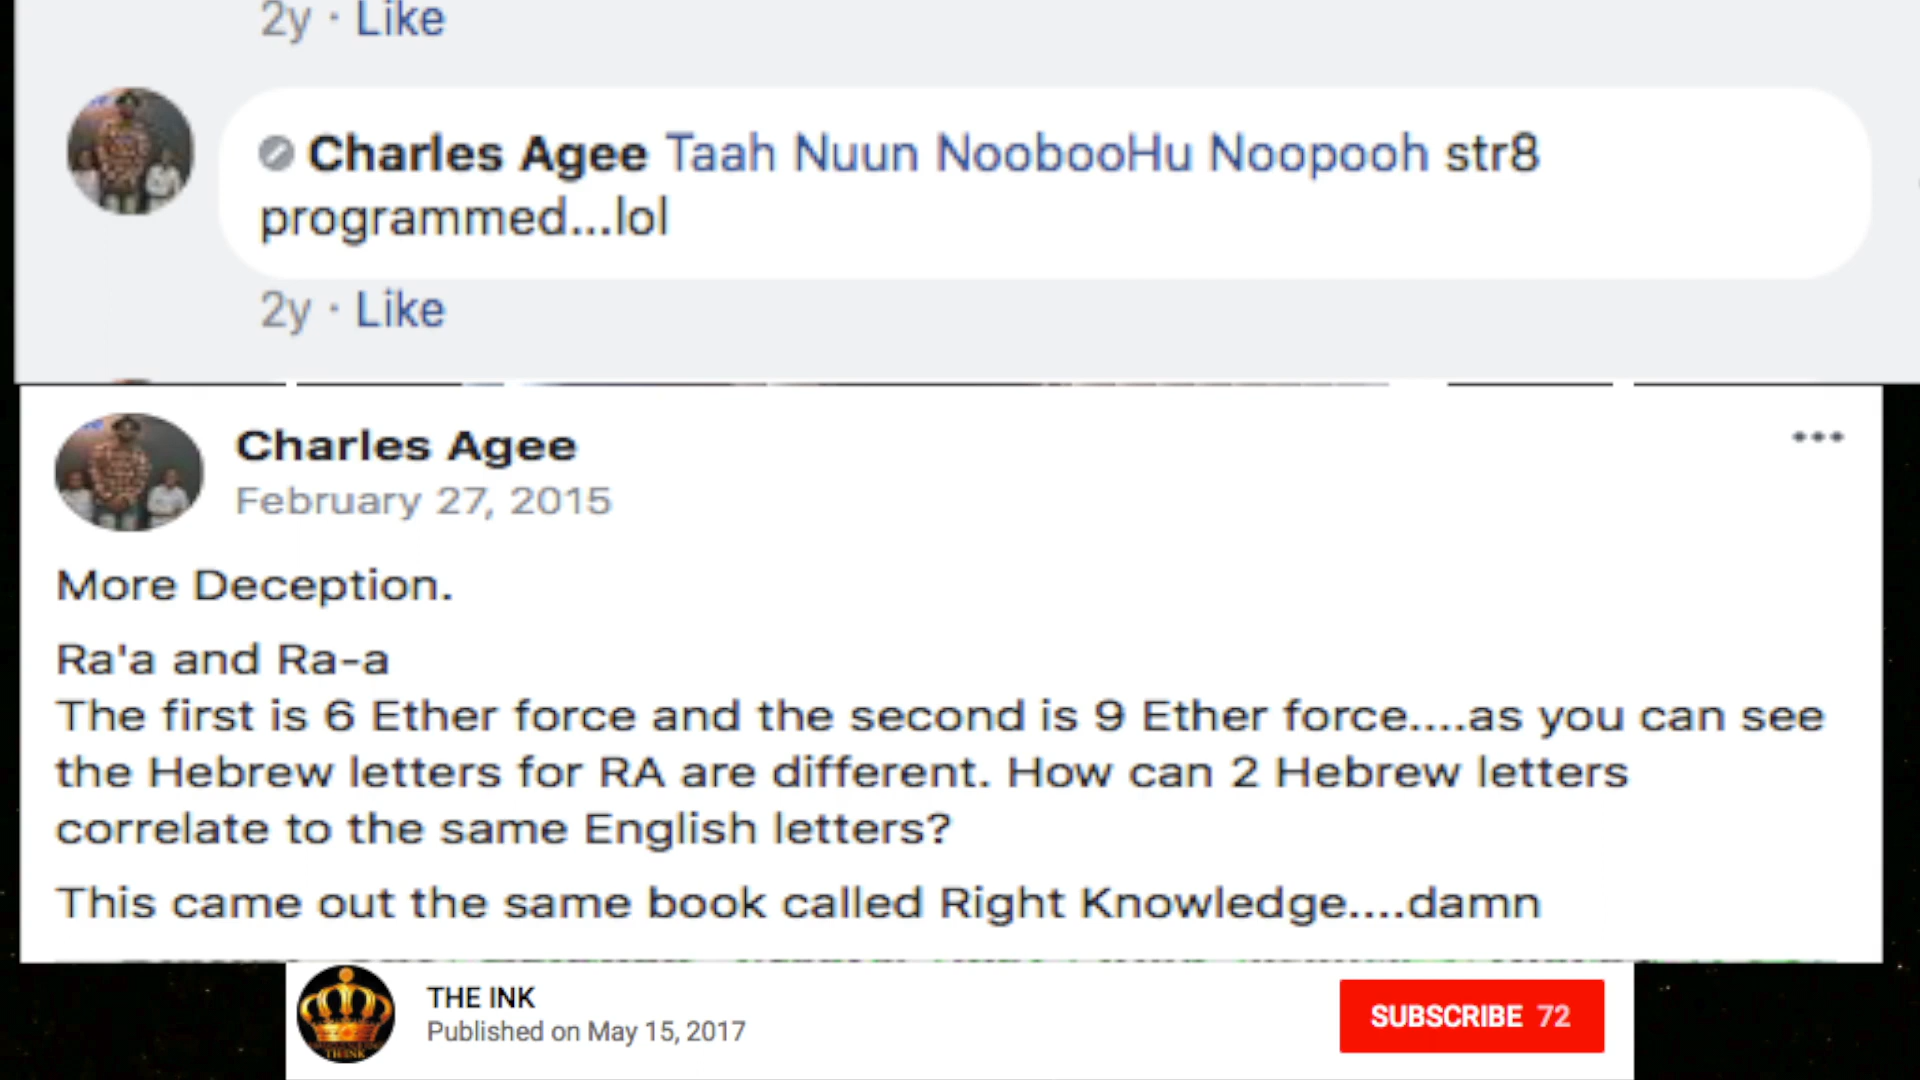 2y · Like
Charles Agee Taah Nuun NoobooHu Noopooh str8
programmed...lol
2y · Like
Charles Agee
February 27, 2015
More Deception.
Ra'a and Ra-a
The first is 6 Ether force and the second is 9 Ether force....as you can see
the Hebrew letters for RA are different. How can 2 Hebrew letters
correlate to the same English letters?
This came out the same book called Right Knowledge....damn
THE INK
Published on May 15, 2017
SUBSCRIBE 72